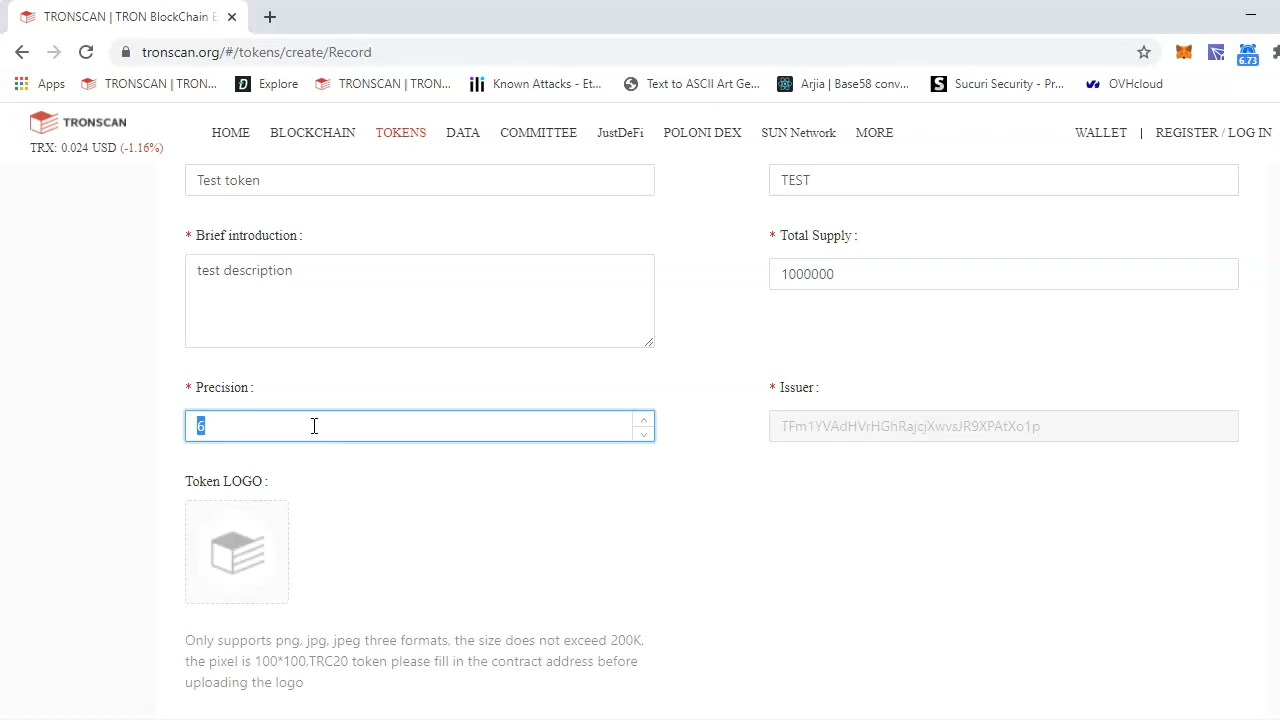 TRONSCAN | TRON BlockChain E
tronscan.org/#/tokens/create/Record
6.73
Apps TRONSCAN | TRON... Explore TRONSCAN | TRON... Known Attacks - Et... Text to ASCII Art Ge... Arjia | Base58 conv... Sucuri Security - Pr... OVHcloud
TRONSCAN
TRX: 0.024 USD (-1.16%)
HOME BLOCKCHAIN TOKENS DATA COMMITTEE JustDeFi POLONI DEX SUN Network MORE WALLET | REGISTER / LOG IN
Test token TEST
* Brief introduction : * Total Supply :
test description 1000000
* Precision : * Issuer :
6 TFm1YVAdHVrHGhRajcjXwvsJR9XPAtXo1p
Token LOGO :
Only supports png, jpg, jpeg three formats, the size does not exceed 200K,
the pixel is 100*100,TRC20 token please fill in the contract address before
uploading the logo